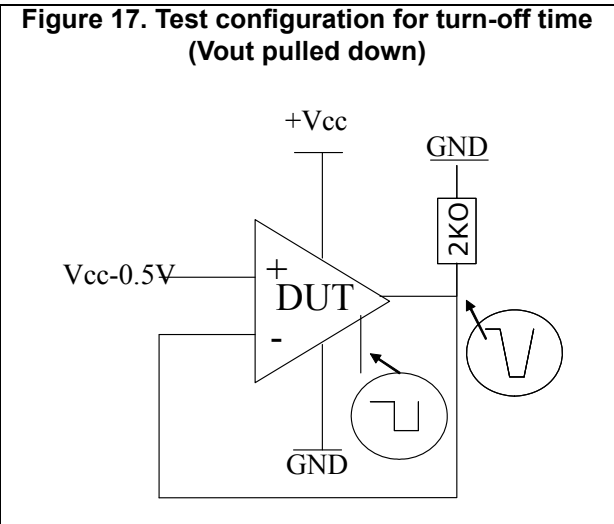 Figure 17. Test configuration for turn-off time
(Vout pulled down)
+Vcc
GND
2KO
Vcc-0.5V
+
DUT
-
GND